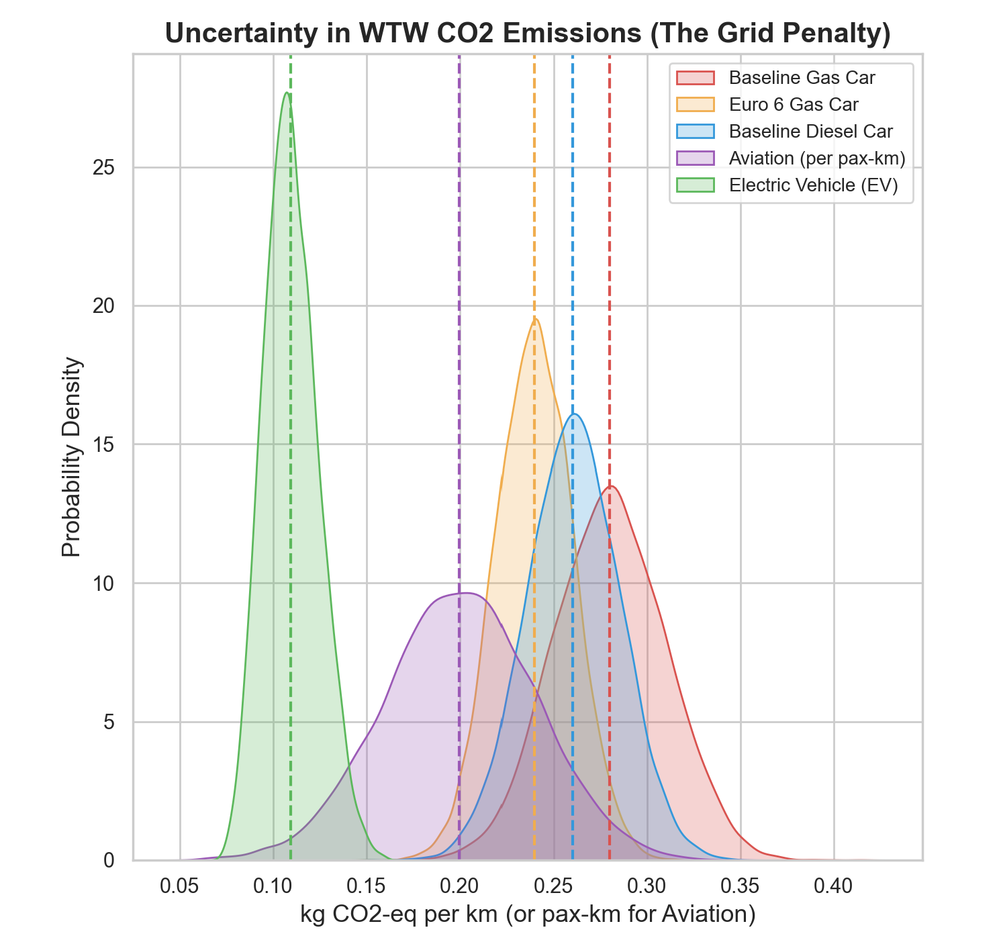 Uncertainty in WTW CO2 Emissions (The Grid Penalty)
Baseline Gas Car
Euro 6 Gas Car
Baseline Diesel Car
Aviation (per pax-km)
Electric Vehicle (EV)
Probability Density
25
20
15
10
5
0
0.05 0.10 0.15 0.20 0.25 0.30 0.35 0.40
kg CO2-eq per km (or pax-km for Aviation)